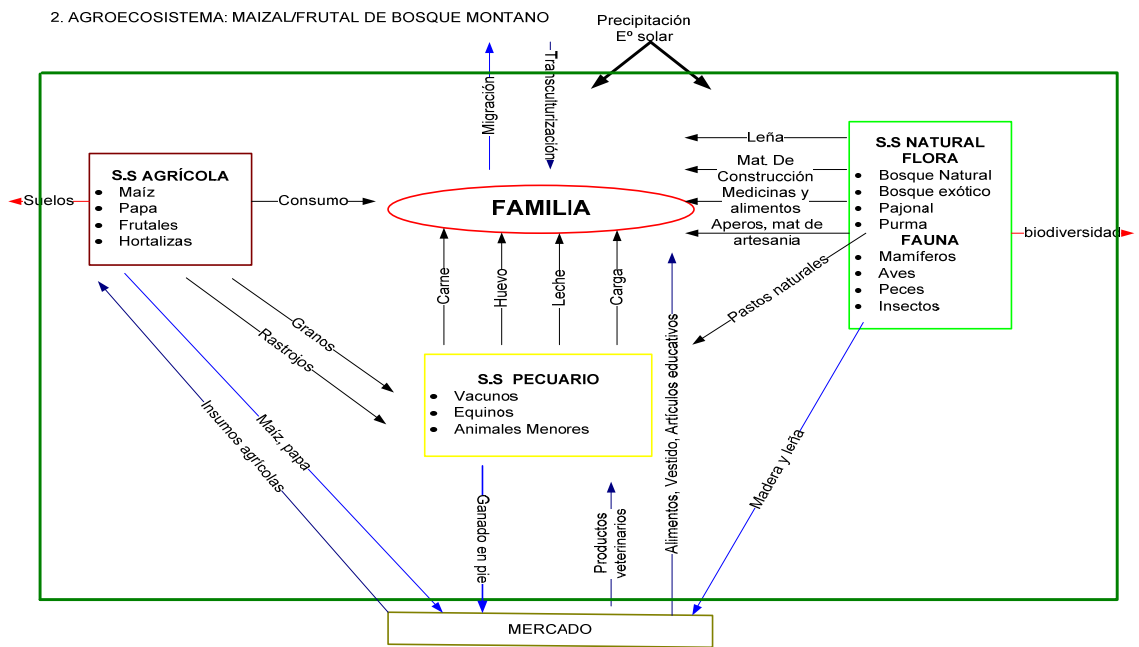 2. AGROECOSISTEMA: MAIZAL/FRUTAL DE BOSQUE MONTANO
Precipitación
Eº solar
Migración
Transculturización
S.S AGRÍCOLA
Maíz
Papa
Frutales
Hortalizas
Suelos
Consumo
FAMILIA
Leña
Mat. De
Construcción
Medicinas y
alimentos
Aperos, mat de
artesania
S.S NATURAL
FLORA
Bosque Natural
Bosque exótico
Pajonal
Purma
FAUNA
Mamíferos
Aves
Peces
Insectos
biodiversidad
Carne
Huevo
Leche
Carga
Pastos naturales
Granos
Rastrojos
S.S PECUARIO
Vacunos
Equinos
Animales Menores
Insumos agrícolas
Maíz, papa
Ganado en pie
Productos
veterinarios
Alimentos, Vestido, Artículos educativos
Madera y leña
MERCADO